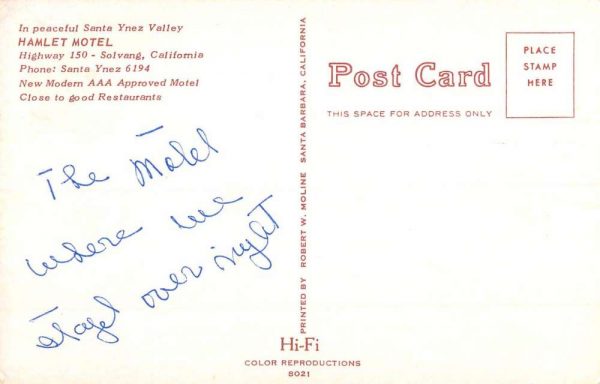 In peaceful Santa Ynez Valley
HAMLET MOTEL
Highway 150 - Solvang, California
Phone: Santa Ynez 6194
New Modern AAA Approved Motel
Close to good Restaurants
The Motel
where we
stayed over night
PRINTED BY ROBERT W. MOLINE SANTA BARBARA, CALIFORNIA
Post Card
THIS SPACE FOR ADDRESS ONLY
PLACE
STAMP
HERE
Hi-Fi
COLOR REPRODUCTIONS
8021